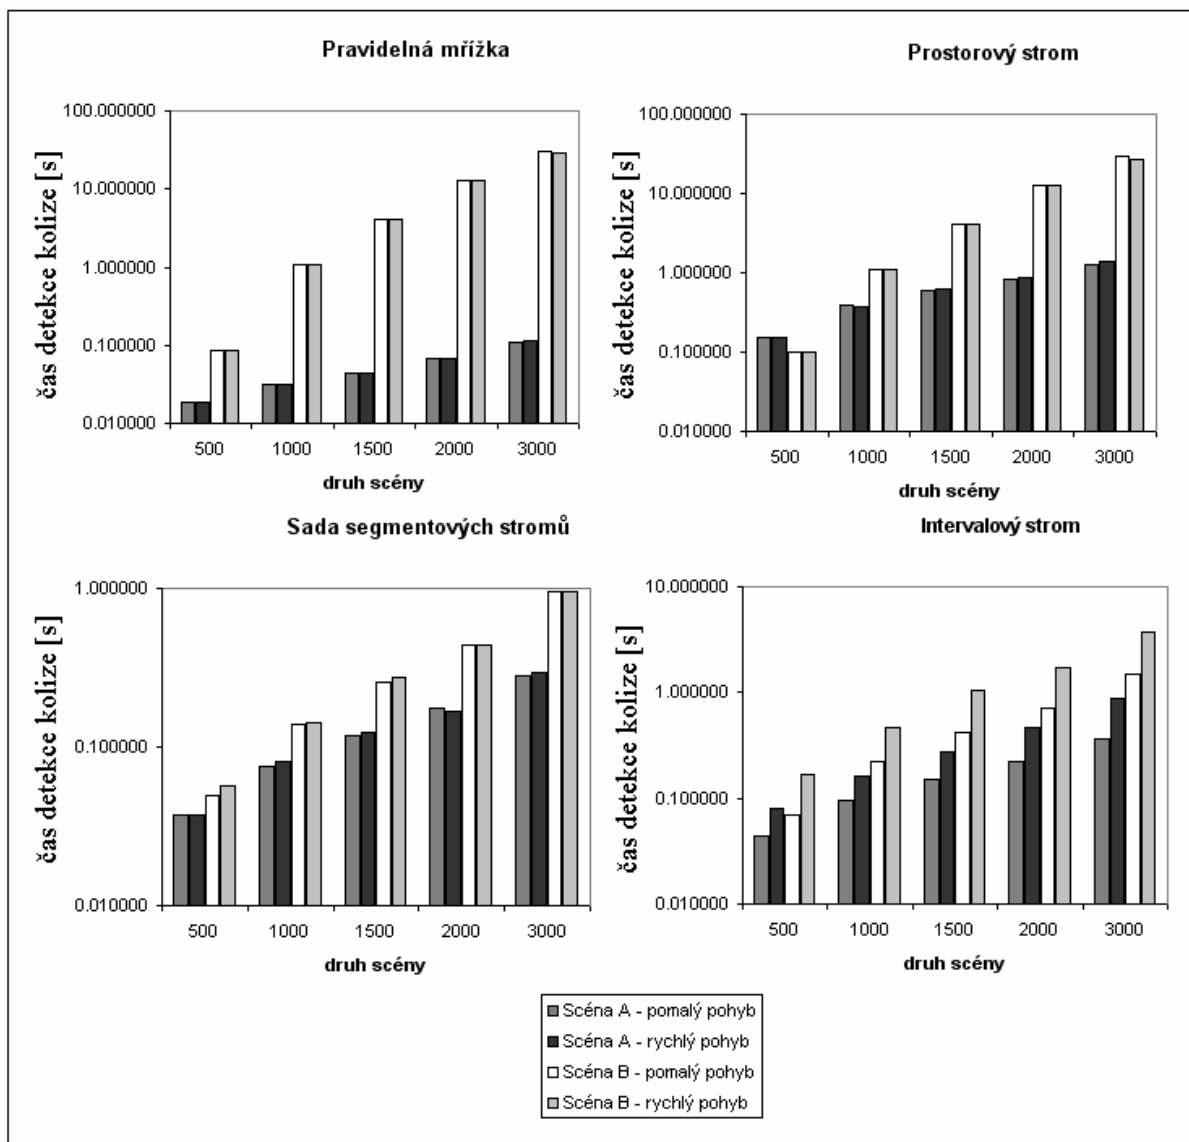 Pravidelná mřížka
čas detekce kolize [s]
100.000000
10.000000
1.000000
0.100000
0.010000
500 1000 1500 2000 3000
druh scény
Prostorový strom
čas detekce kolize [s]
100.000000
10.000000
1.000000
0.100000
0.010000
500 1000 1500 2000 3000
druh scény
Sada segmentových stromů
čas detekce kolize [s]
1.000000
0.100000
0.010000
500 1000 1500 2000 3000
druh scény
Intervalový strom
čas detekce kolize [s]
10.000000
1.000000
0.100000
0.010000
500 1000 1500 2000 3000
druh scény
Scéna A - pomalý pohyb
Scéna A - rychlý pohyb
Scéna B - pomalý pohyb
Scéna B - rychlý pohyb